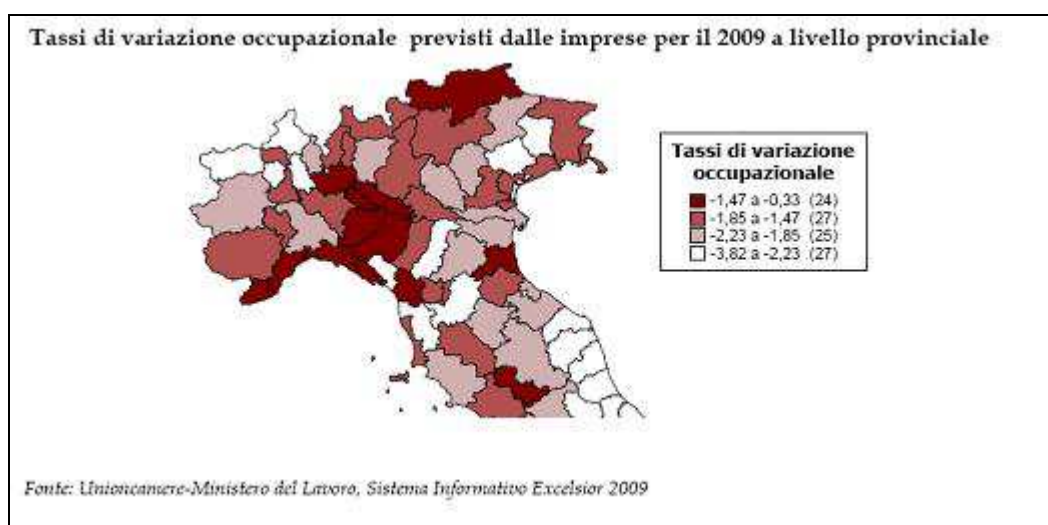 Tassi di variazione occupazionale previsti dalle imprese per il 2009 a livello provinciale
Tassi di variazione
occupazionale
-1,47 a -0,33 (24)
-1,85 a -1,47 (27)
-2,23 a -1,85 (25)
-3,82 a -2,23 (27)
Fonte: Unioncamere-Ministero del Lavoro, Sistema Informativo Excelsior 2009